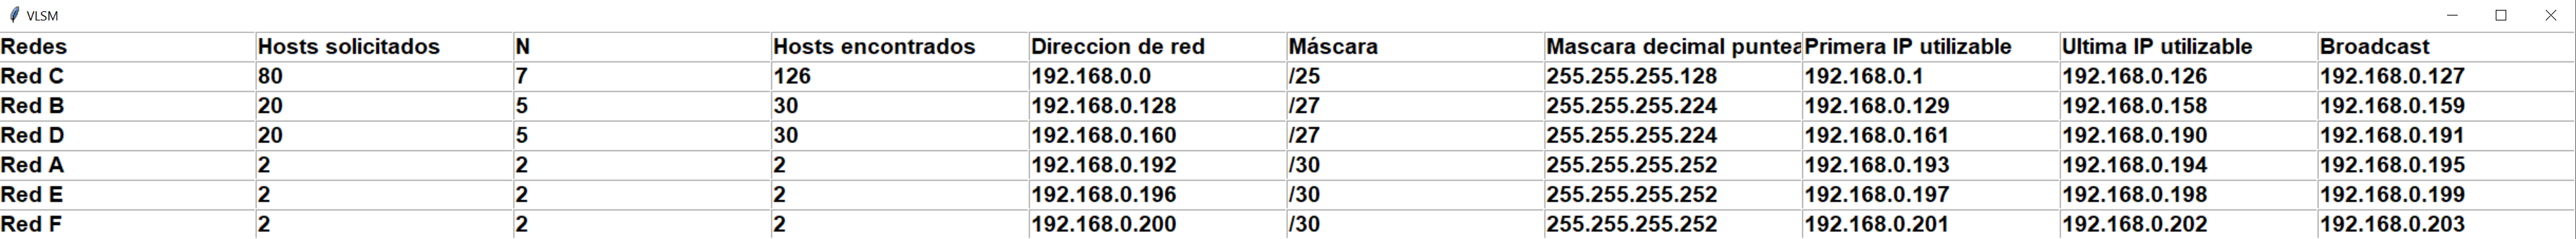 VLSM
Redes Hosts solicitados N Hosts encontrados Direccion de red Máscara Mascara decimal puntea Primera IP utilizable Ultima IP utilizable Broadcast
Red C 80 7 126 192.168.0.0 /25 255.255.255.128 192.168.0.1 192.168.0.126 192.168.0.127
Red B 20 5 30 192.168.0.128 /27 255.255.255.224 192.168.0.129 192.168.0.158 192.168.0.159
Red D 20 5 30 192.168.0.160 /27 255.255.255.224 192.168.0.161 192.168.0.190 192.168.0.191
Red A 2 2 2 192.168.0.192 /30 255.255.255.252 192.168.0.193 192.168.0.194 192.168.0.195
Red E 2 2 2 192.168.0.196 /30 255.255.255.252 192.168.0.197 192.168.0.198 192.168.0.199
Red F 2 2 2 192.168.0.200 /30 255.255.255.252 192.168.0.201 192.168.0.202 192.168.0.203